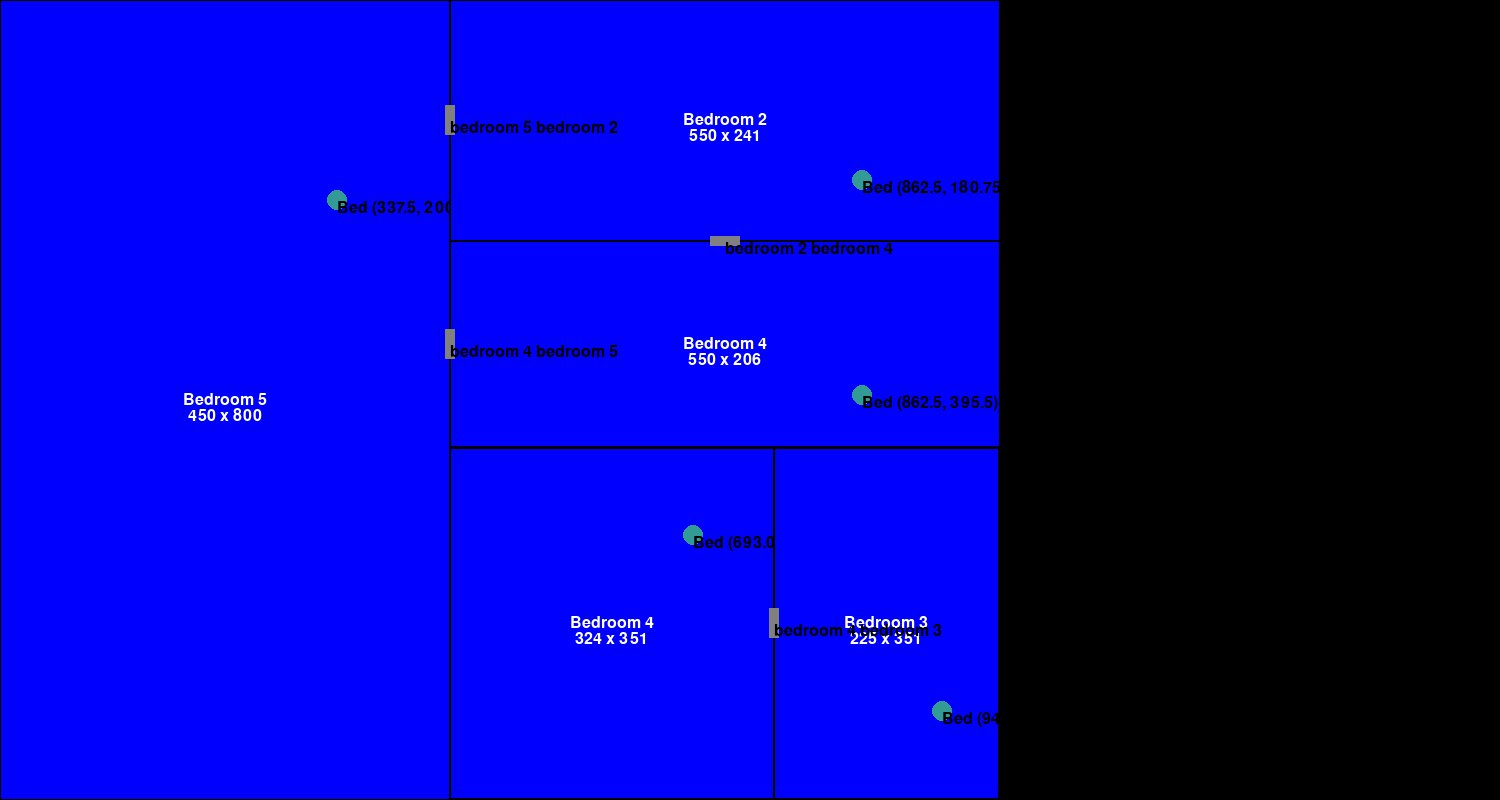 Bedroom 2
550 x 241
bedroom 5 bedroom 2
Bed (862.5, 180.75
Bed (337.5, 200
bedroom 2 bedroom 4
Bedroom 4
550 x 206
bedroom 4 bedroom 5
Bedroom 5
450 x 800
Bed (862.5, 395.5)
Bed (693.0
Bedroom 4
324 x 351
Bedroom 3
bedroom 4 bedroom 3
225 x 351
Bed (94